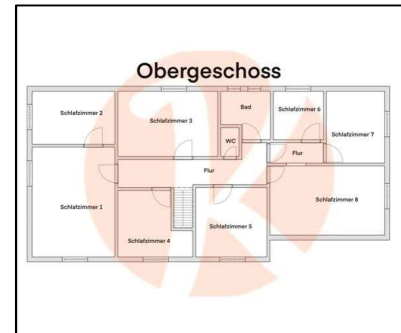 Obergeschoss
Schlafzimmer 2
Schlafzimmer 3
Bad
Schlafzimmer 6
Schlafzimmer 7
WC
Flur
Flur
Schlafzimmer 1
Schlafzimmer 4
Schlafzimmer 5
Schlafzimmer 8